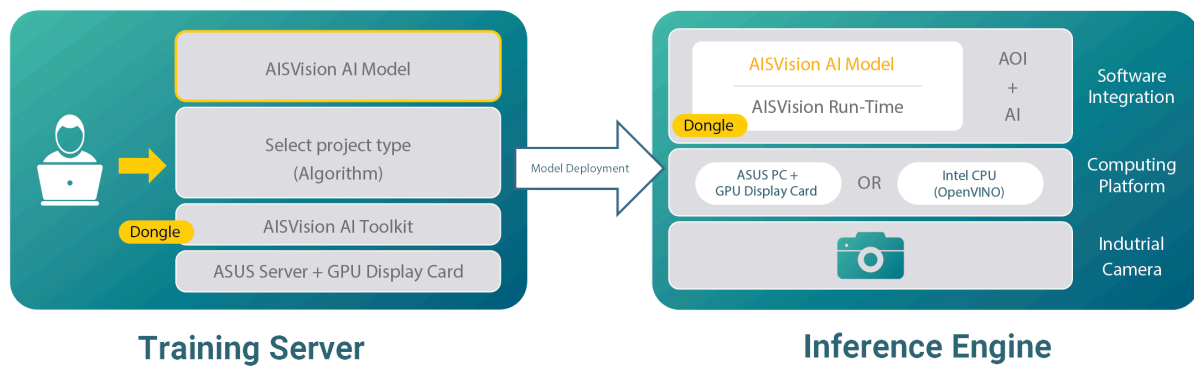 AISVision AI Model
Select project type
(Algorithm)
Dongle
AISVision AI Toolkit
ASUS Server + GPU Display Card
Training Server
Model Deployment
AISVision AI Model
AISVision Run-Time
Dongle
AOI
+
AI
Software
Integration
ASUS PC +
GPU Display Card
OR
Intel CPU
(OpenVINO)
Computing
Platform
Indutrial
Camera
Inference Engine